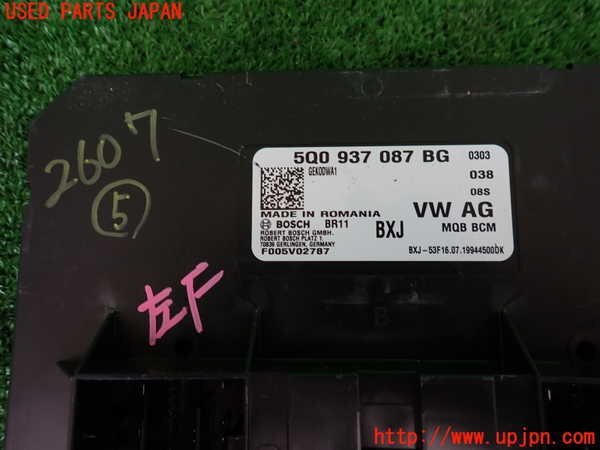 USED PARTS JAPAN
2607
5
左F
5Q0 937 087 BG 0303
GEK0DWA1
038
08S
MADE IN ROMANIA
VW AG
BOSCH BR11
BXJ
MQB BCM
ROBERT BOSCH GMBH.
ROBERT BOSCH PLATZ 1
70839 GERLINGEN, GERMANY
F005V02787
BXJ-53F16.07.19944500DK
B
http://www.upjpn.com/